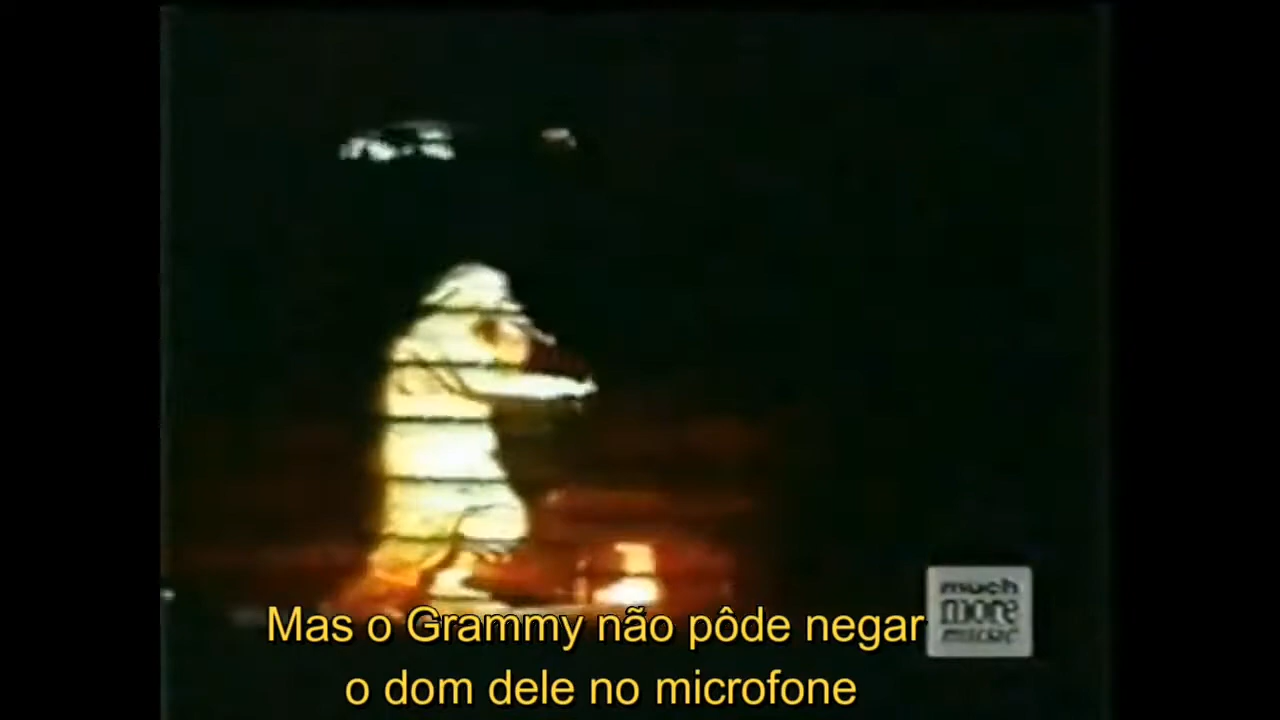 much
more
music
Mas o Grammy não pôde negar
o dom dele no microfone